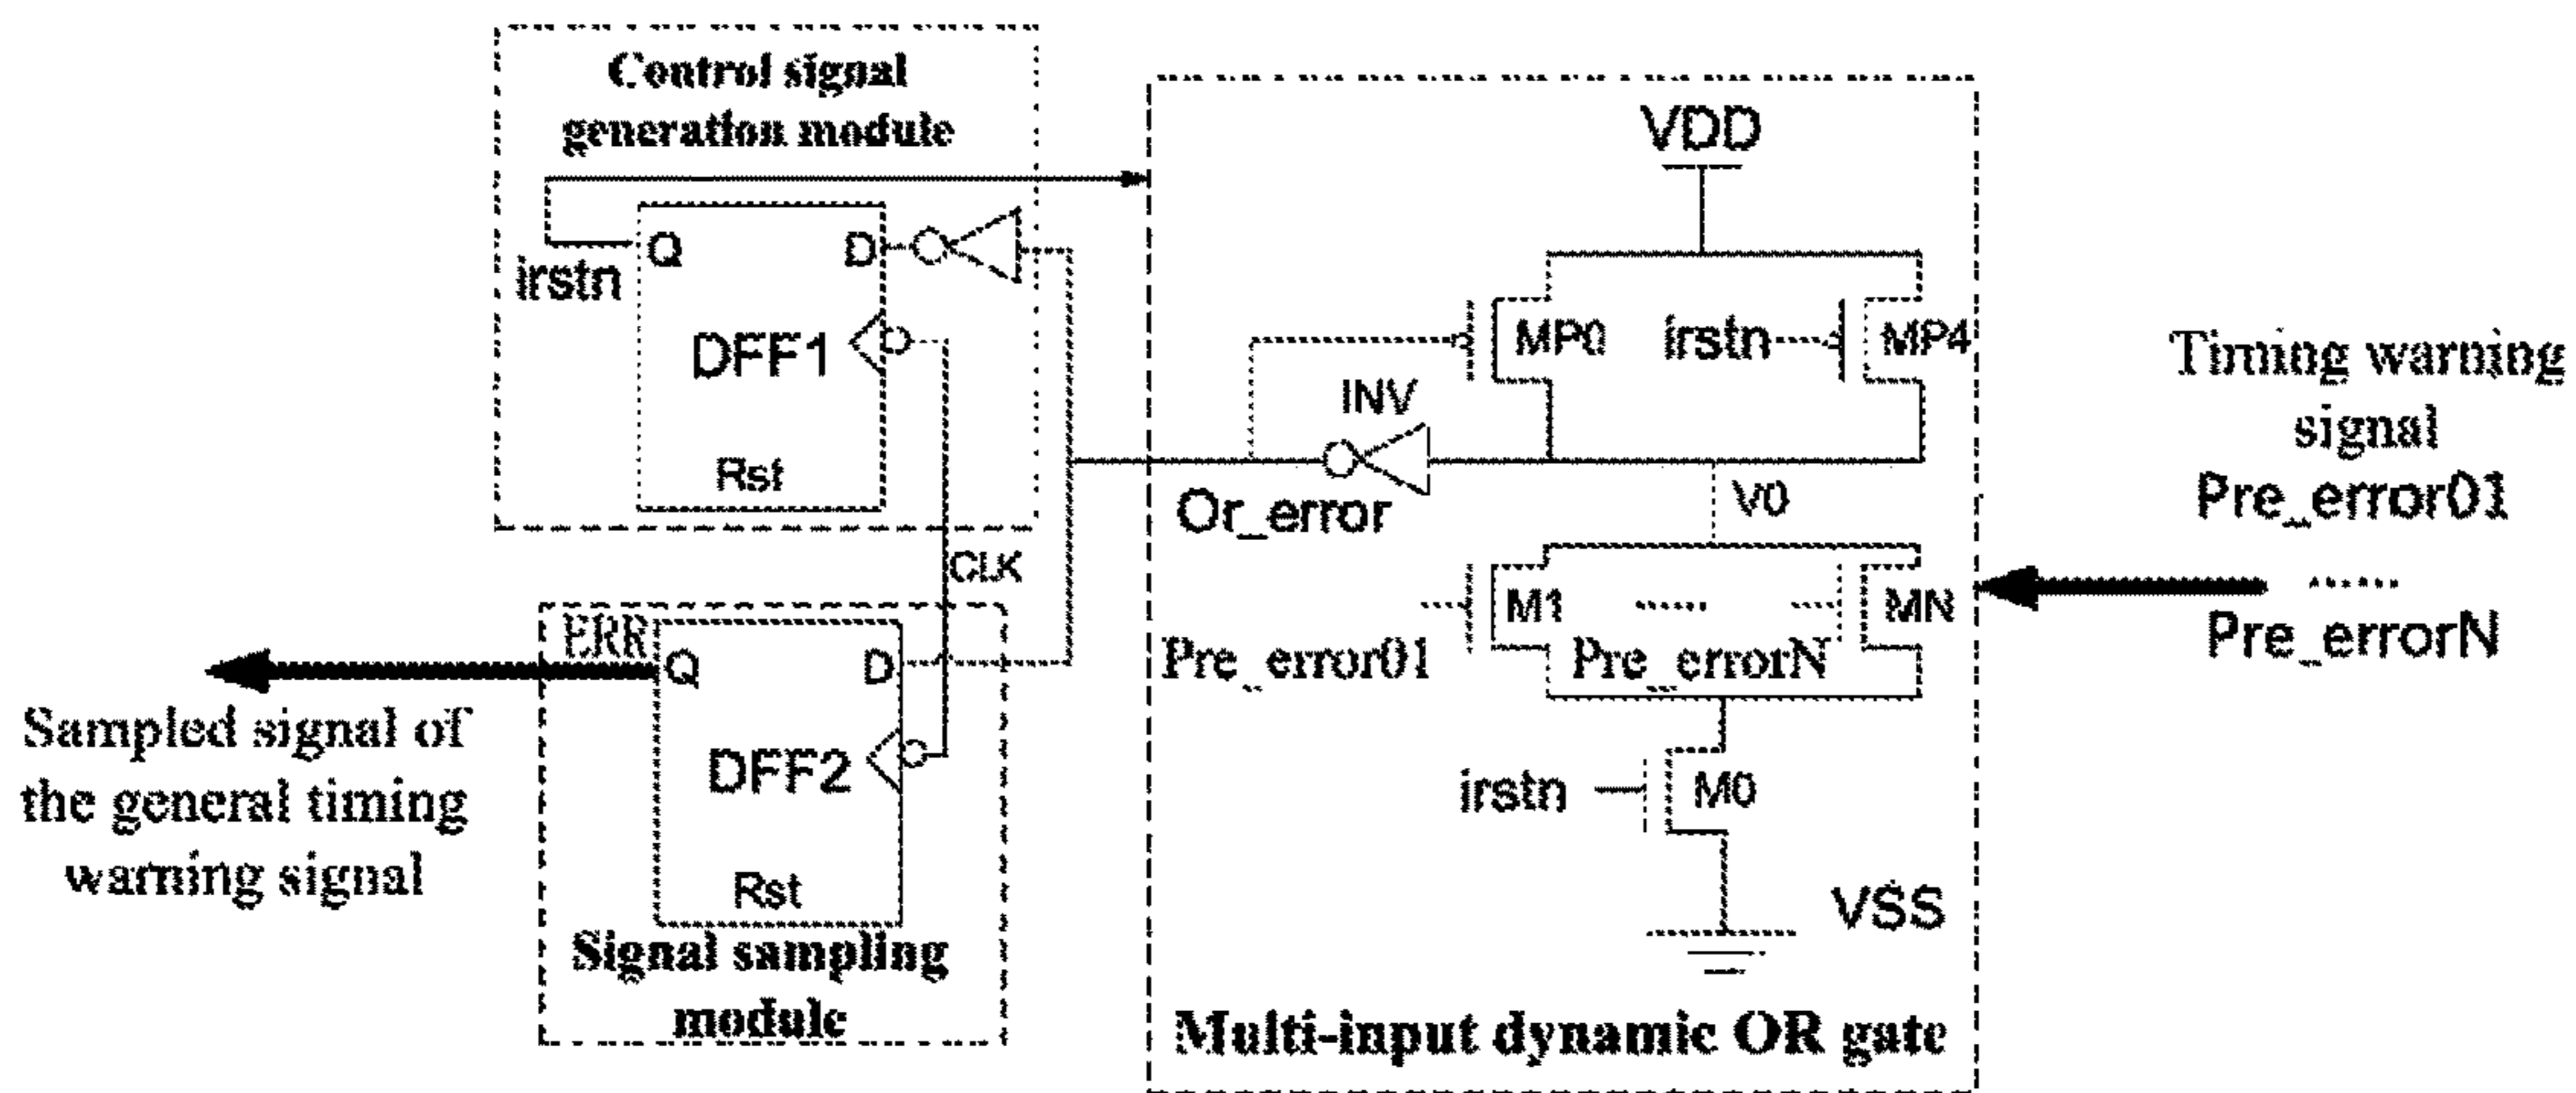 Control signal
generation module
VDD
Q
D
irstn
DFF1
Rst
MP0
irstn
MP4
INV
Or_error
V0
CLK
M1
......
MN
Pre_error01
Pre_errorN
irstn
M0
VSS
Multi-input dynamic OR gate
Timing warning
signal
Pre_error01
......
Pre_errorN
ERR
Q
D
DFF2
Rst
Signal sampling
module
Sampled signal of
the general timing
warning signal